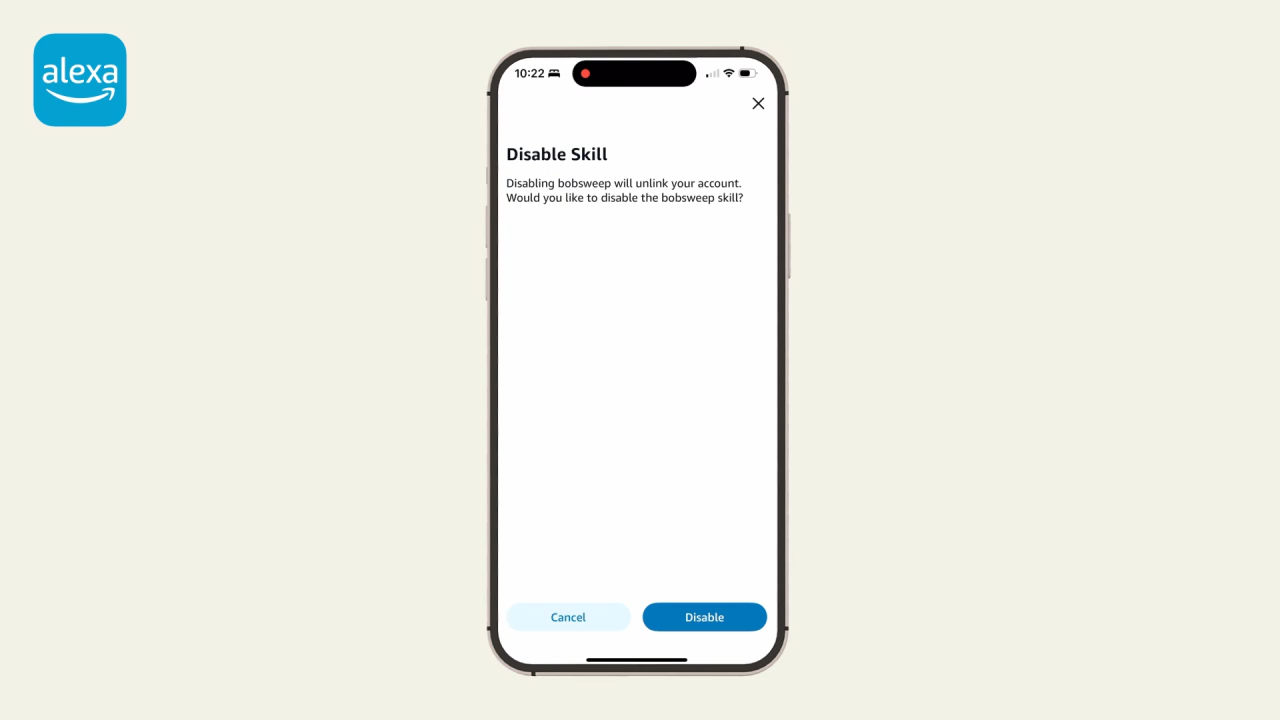 alexa
10:22
Disable Skill
Disabling bobsweep will unlink your account.
Would you like to disable the bobsweep skill?
Cancel
Disable